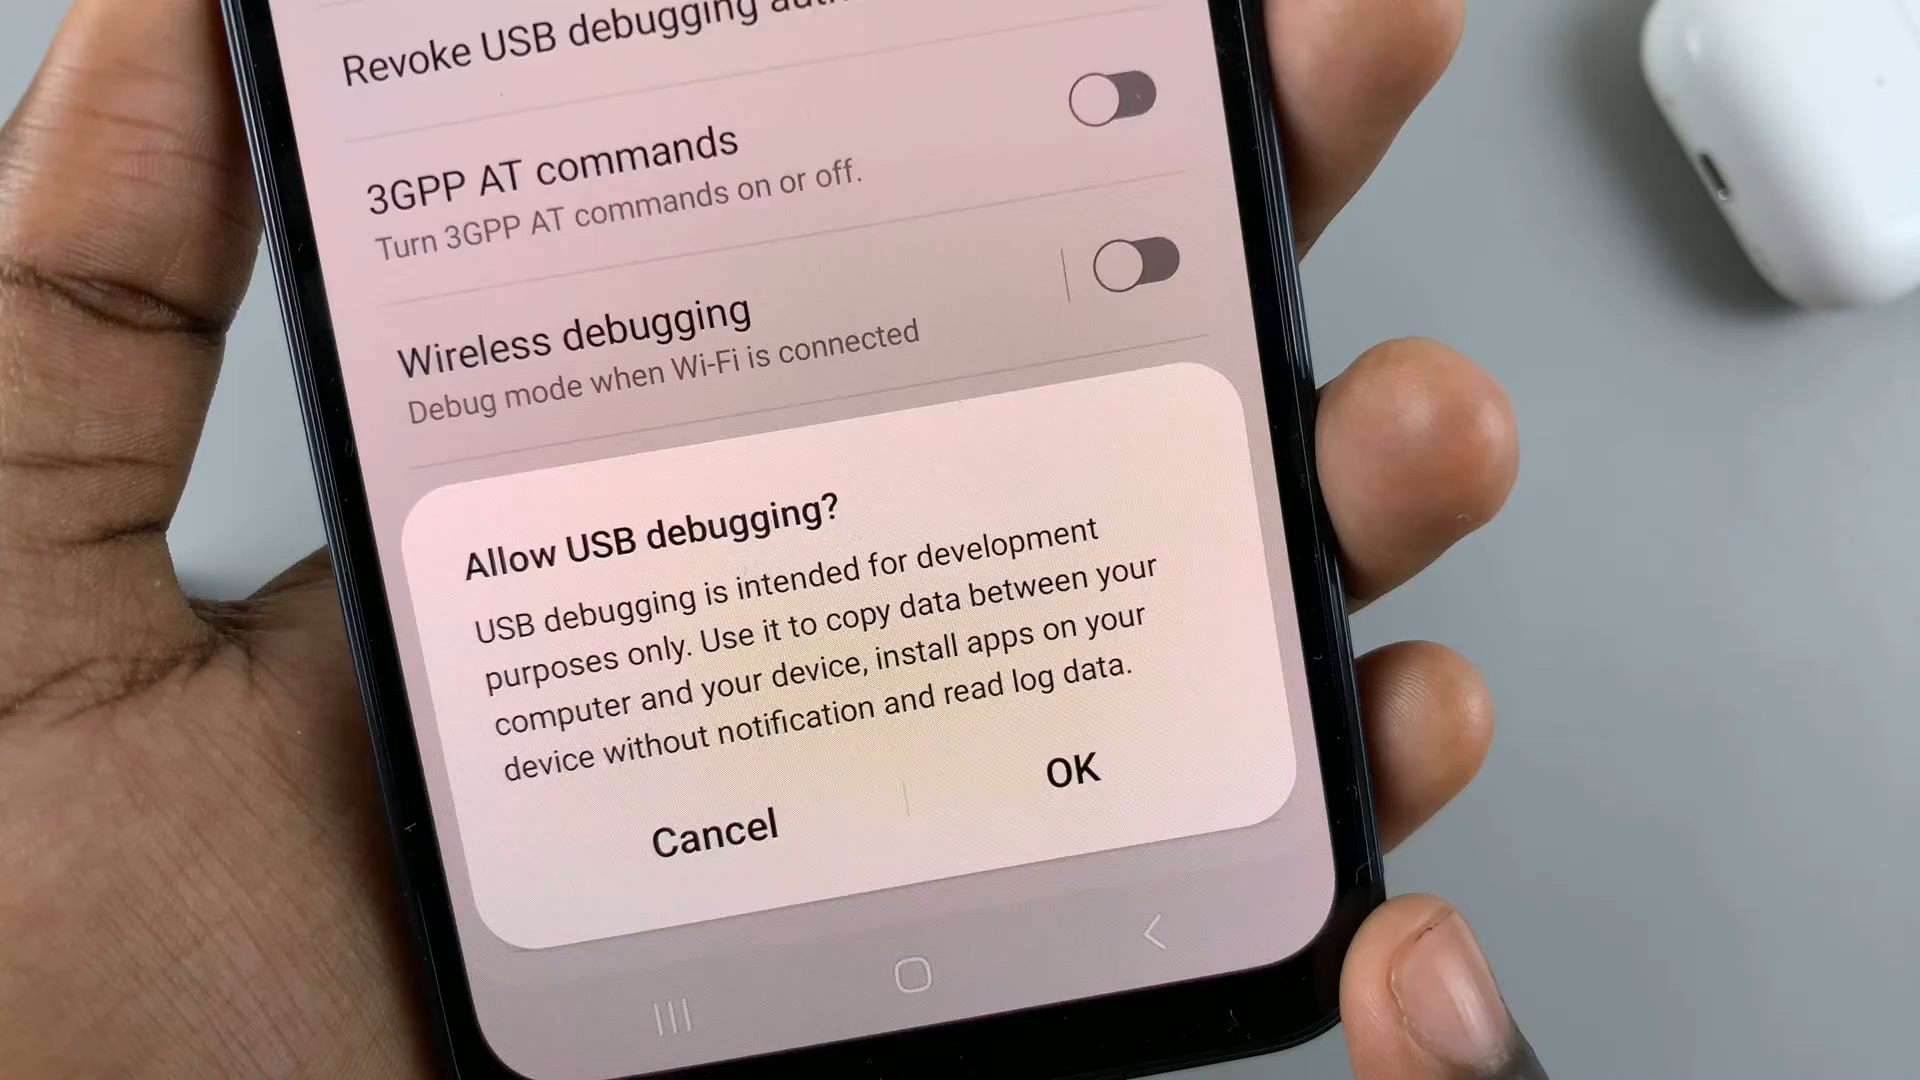 Revoke USB debugging
3GPP AT commands
Turn 3GPP AT commands on or off.
Wireless debugging
Debug mode when Wi-Fi is connected
Allow USB debugging?
USB debugging is intended for development
purposes only. Use it to copy data between your
computer and your device, install apps on your
device without notification and read log data.
Cancel
OK